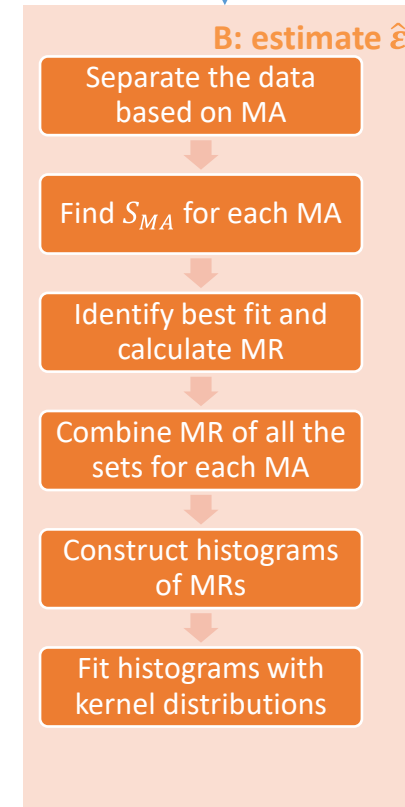 B: estimate ε̂
Separate the data
based on MA
Find S_MA for each MA
Identify best fit and
calculate MR
Combine MR of all the
sets for each MA
Construct histograms
of MRs
Fit histograms with
kernel distributions